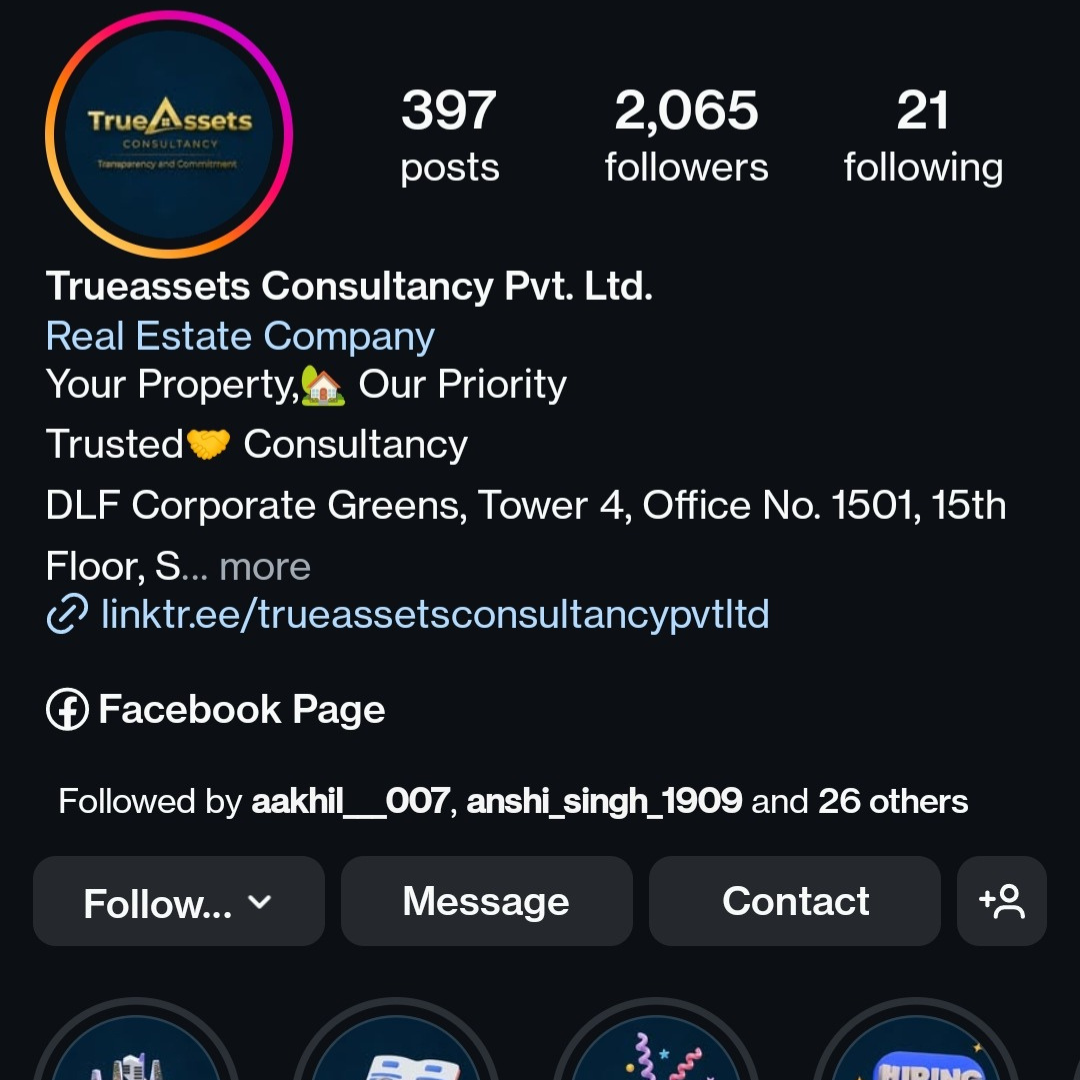 TrueAssets
CONSULTANCY
Transparency and Commitment
397 2,065 21
posts followers following
Trueassets Consultancy Pvt. Ltd.
Real Estate Company
Your Property,🏡 Our Priority
Trusted🤝 Consultancy
DLF Corporate Greens, Tower 4, Office No. 1501, 15th
Floor, S... more
linktr.ee/trueassetsconsultancypvtltd
Facebook Page
Followed by aakhil__007, anshi_singh_1909 and 26 others
Follow... Message Contact
HIRING